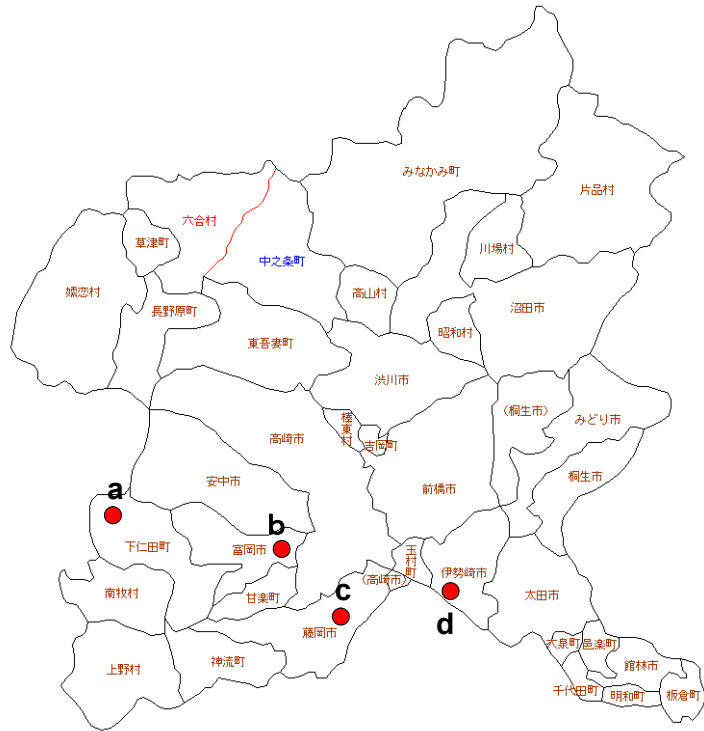 みなかみ町
片品村
六合村
草津町
川場村
中之条町
嬬恋村
高山村
長野原町
沼田市
昭和村
東吾妻町
渋川市
〈桐生市〉
榛東村
みどり市
高崎市
吉岡町
桐生市
安中市
前橋市
a
b
下仁田町
富岡市
玉村町
伊勢崎市
〈高崎市〉
南牧村
甘楽町
c
太田市
d
藤岡市
大泉町
邑楽町
上野村
神流町
館林市
千代田町
明和町
板倉町